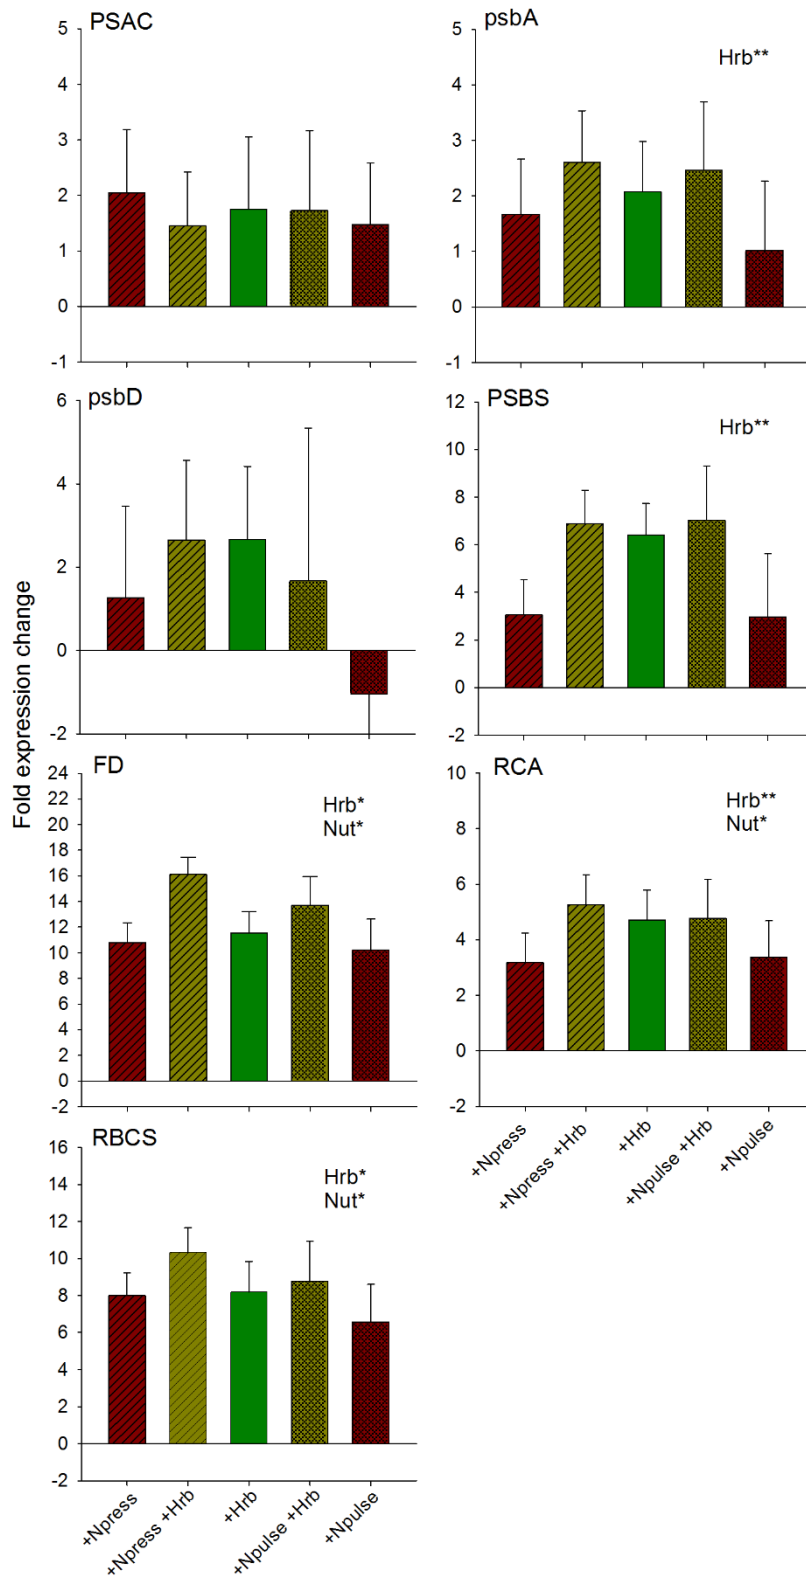 PSAC
5
4
3
2
1
0
-1
psbA
Hrb**
5
4
3
2
1
0
-1
psbD
6
4
2
0
-2
PSBS
Hrb**
12
10
8
6
4
2
0
-2
Fold expression change
FD
Hrb*
Nut*
24
22
20
18
16
14
12
10
8
6
4
2
0
-2
RCA
Hrb**
Nut*
10
8
6
4
2
0
-2
+Npress
+Npress +Hrb
+Hrb
+Npulse +Hrb
+Npulse
RBCS
Hrb*
Nut*
16
14
12
10
8
6
4
2
0
-2
+Npress
+Npress +Hrb
+Hrb
+Npulse +Hrb
+Npulse